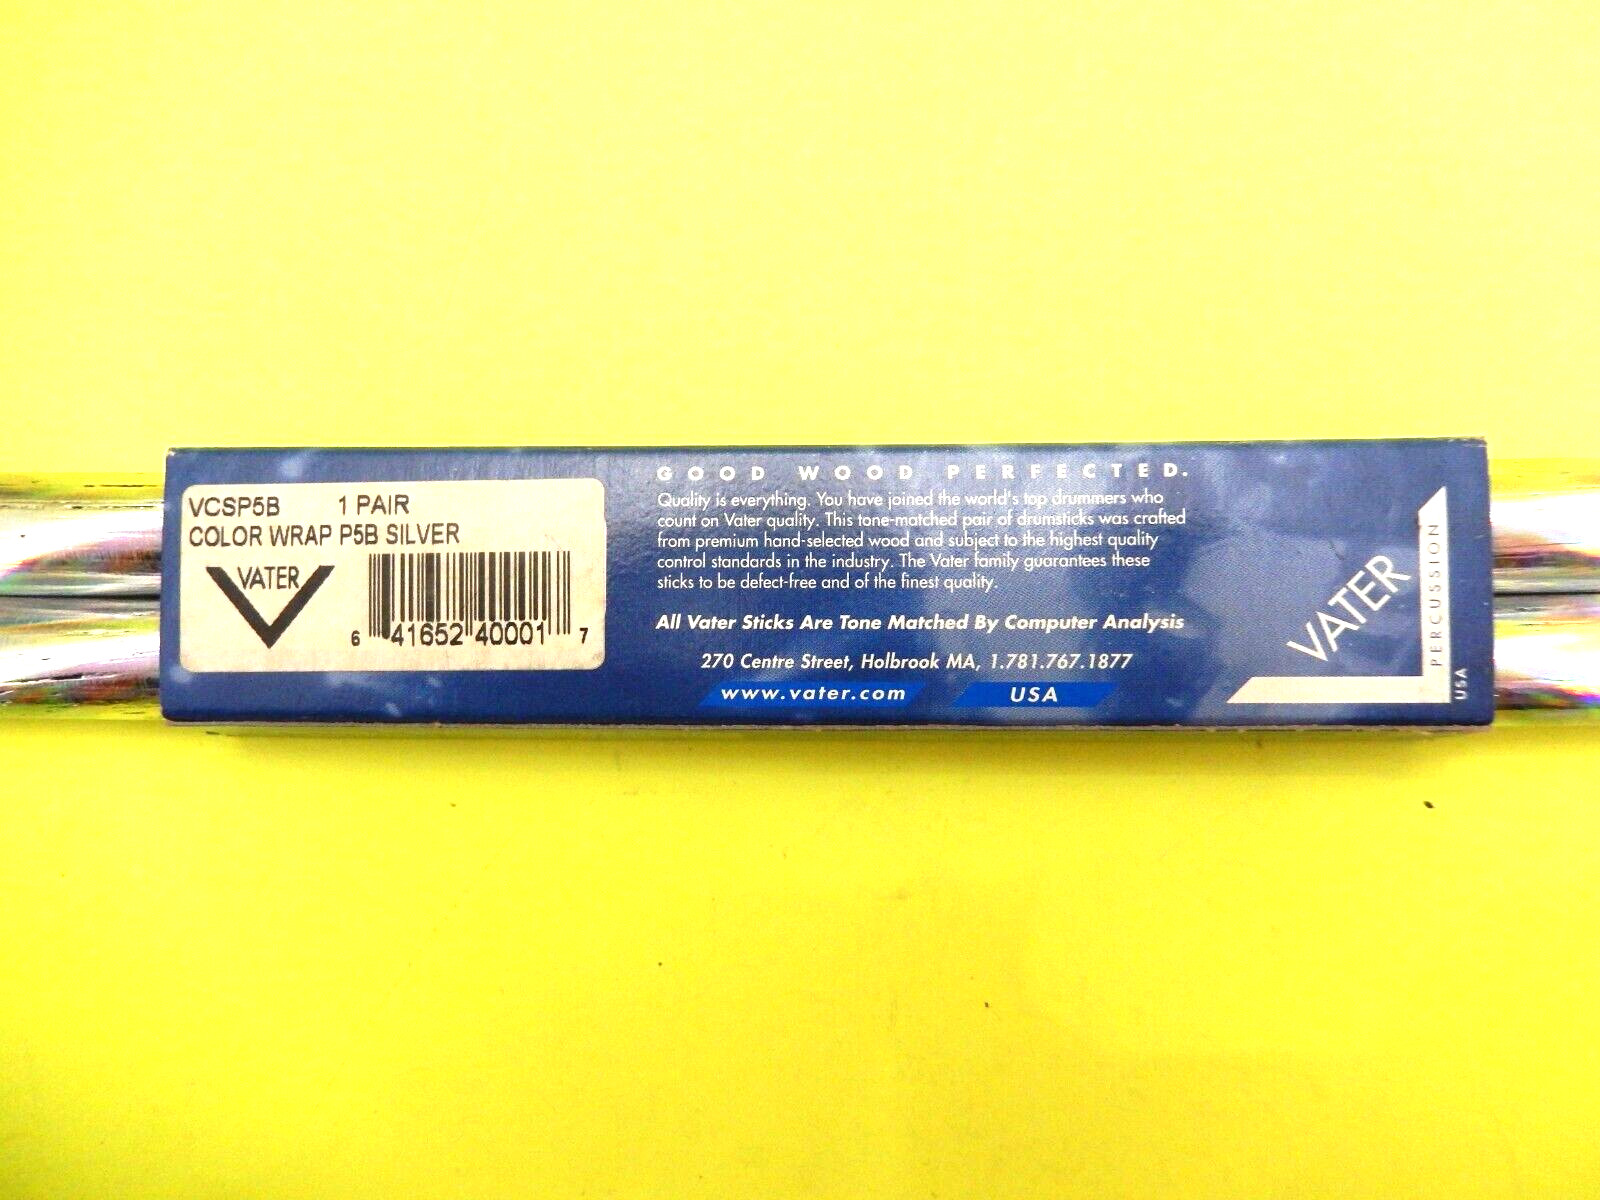 VCSP5B 1 PAIR
COLOR WRAP P5B SILVER
VATER
6 41652 40001 7
GOOD WOOD PERFECTED.
Quality is everything. You have joined the world's top drummers who
count on Vater quality. This tone-matched pair of drumsticks was crafted
from premium hand-selected wood and subject to the highest quality
control standards in the industry. The Vater family guarantees these
sticks to be defect-free and of the finest quality.
All Vater Sticks Are Tone Matched By Computer Analysis
270 Centre Street, Holbrook MA, 1.781.767.1877
www.vater.com USA
VATER
PERCUSSION
USA